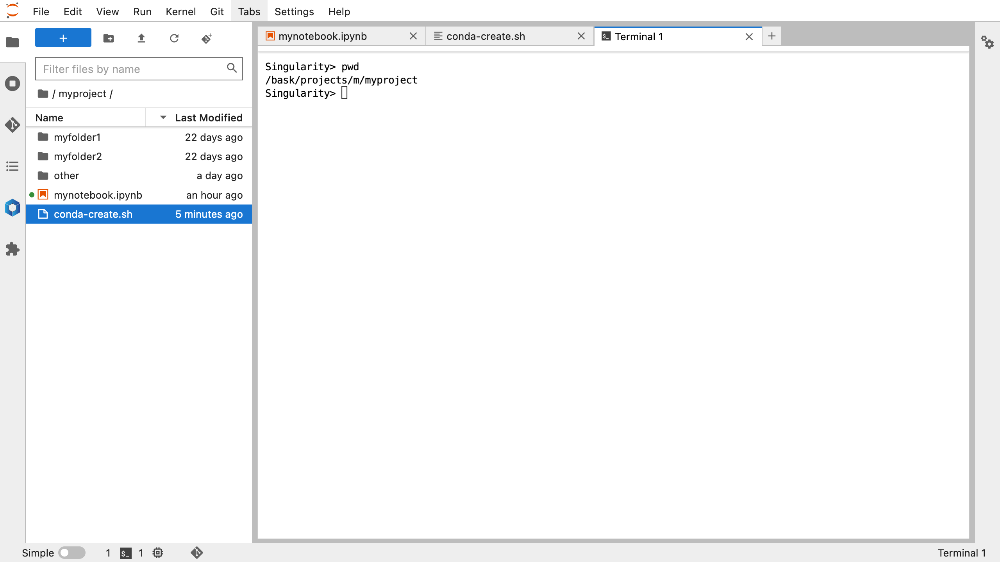 File Edit View Run Kernel Git Tabs Settings Help
+
Filter files by name
/ myproject /
Name Last Modified
myfolder1 22 days ago
myfolder2 22 days ago
other a day ago
mynotebook.ipynb an hour ago
conda-create.sh 5 minutes ago
mynotebook.ipynb conda-create.sh $_ Terminal 1 +
Singularity> pwd
/bask/projects/m/myproject
Singularity>
Simple 1 $_ 1 Terminal 1